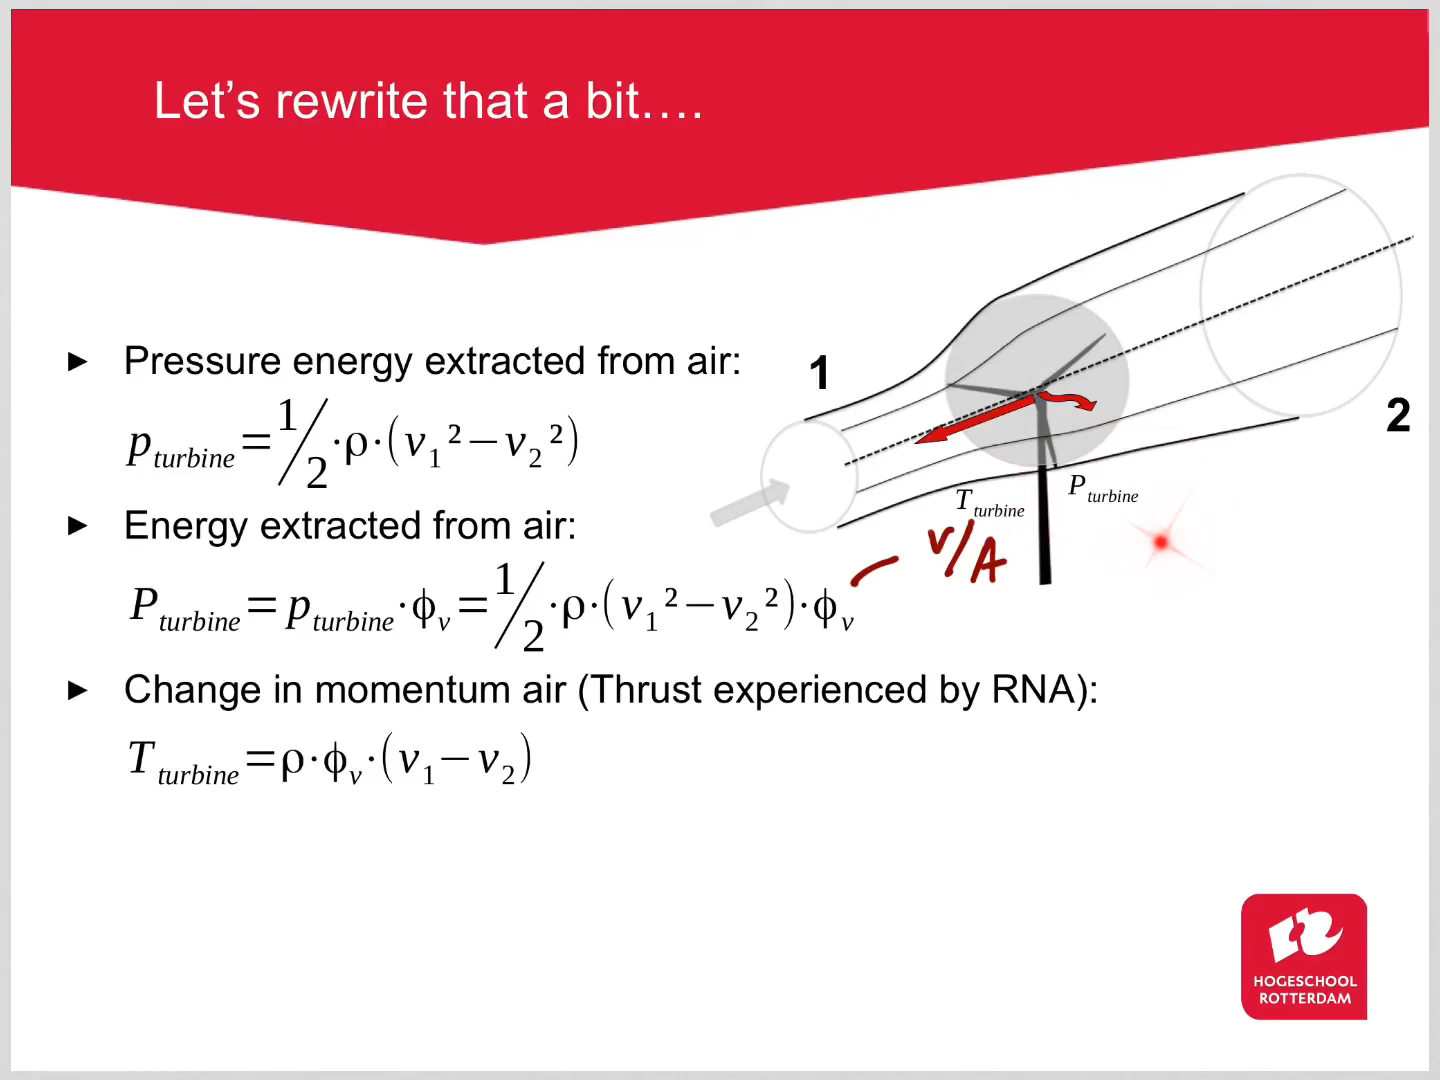 Let's rewrite that a bit....
► Pressure energy extracted from air:
p_turbine = 1/2 · ρ · (v₁² − v₂²)
► Energy extracted from air:
P_turbine = p_turbine · ϕ_v = 1/2 · ρ · (v₁² − v₂²) · ϕ_v
► Change in momentum air (Thrust experienced by RNA):
T_turbine = ρ · ϕ_v · (v₁ − v₂)
1
2
T_turbine
P_turbine
v/A
HOGESCHOOL
ROTTERDAM